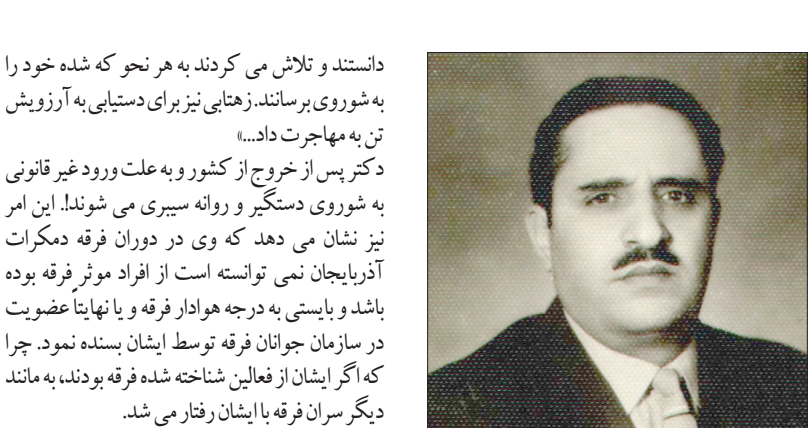 دانستند و تلاش می کردند به هر نحو که شده خود را
به شوروی برسانند. زهتابی نیز برای دستیابی به آرزویش
تن به مهاجرت داد...»
دکتر پس از خروج از کشور و به علت ورود غیر قانونی
به شوروی دستگیر و روانه سیبری می شوند!. این امر
نیز نشان می دهد که وی در دوران فرقه دمکرات
آذربایجان نمی توانسته است از افراد موثر فرقه بوده
باشد و بایستی به درجه هوادار فرقه و یا نهایتاً عضویت
در سازمان جوانان فرقه توسط ایشان بسنده نمود. چرا
که اگر ایشان از فعالین شناخته شده فرقه بودند، به مانند
دیگر سران فرقه با ایشان رفتار می شد.